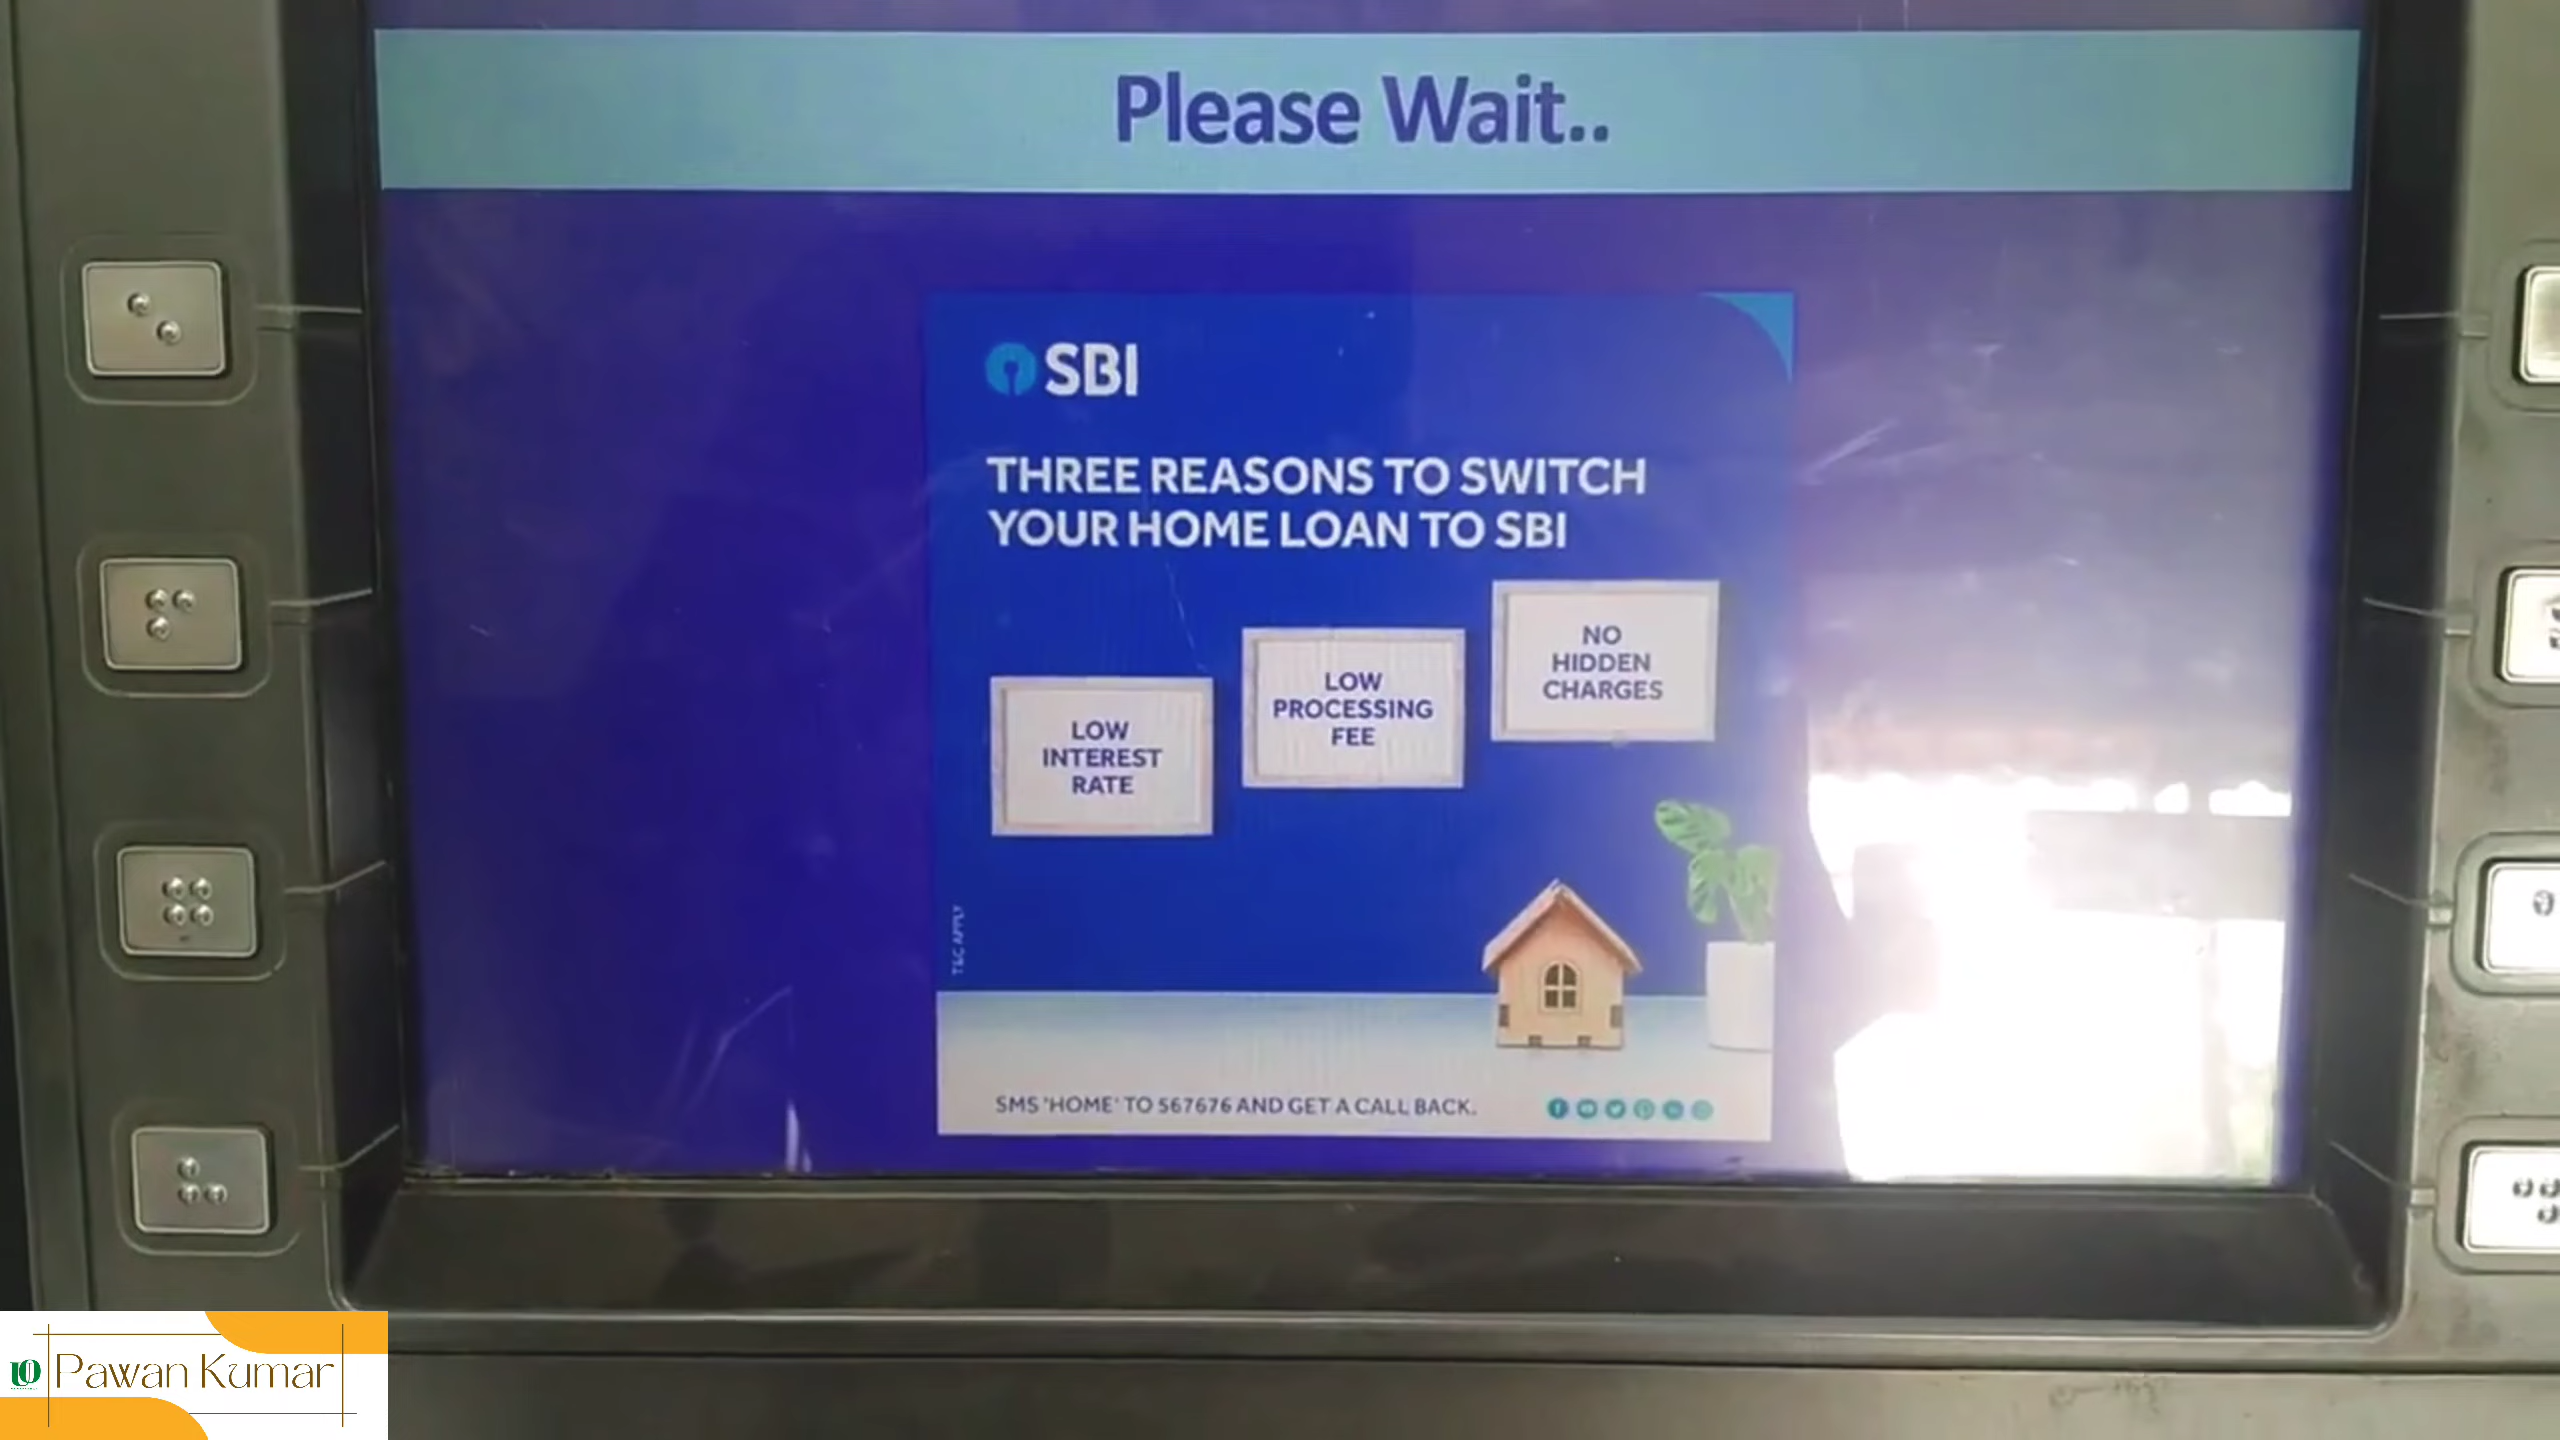 Please Wait..
SBI
THREE REASONS TO SWITCH
YOUR HOME LOAN TO SBI
LOW
INTEREST
RATE
LOW
PROCESSING
FEE
NO
HIDDEN
CHARGES
T&C APPLY
SMS 'HOME' TO 567676 AND GET A CALL BACK.
Pawan Kumar